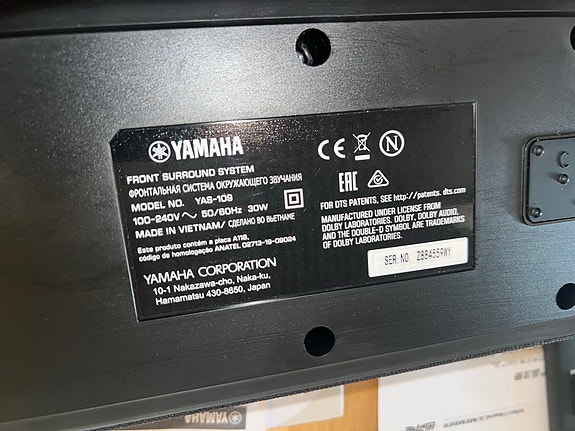 YAMAHA
FRONT SURROUND SYSTEM
ФРОНТАЛЬНАЯ СИСТЕМА ОКРУЖАЮЩЕГО ЗВУЧАНИЯ
MODEL NO. YAS-109
100-240V ~ 50/60Hz 30W
MADE IN VIETNAM/ СДЕЛАНО ВО ВЬЕТНАМЕ
Este produto contém a placa A116,
código de homologação ANATEL 02713-19-09024
YAMAHA CORPORATION
10-1 Nakazawa-cho, Naka-ku,
Hamamatsu 430-8650, Japan
CE N
EAC
FOR DTS PATENTS, SEE http://patents.dts.com
MANUFACTURED UNDER LICENSE FROM
DOLBY LABORATORIES. DOLBY, DOLBY AUDIO,
AND THE DOUBLE-D SYMBOL ARE TRADEMARKS
OF DOLBY LABORATORIES.
SER. NO. Z884559WY
YAMAHA